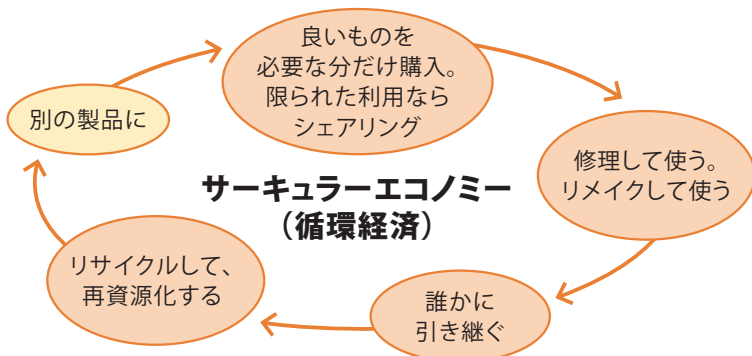 良いものを
必要な分だけ購入。
限られた利用なら
シェアリング
別の製品に
修理して使う。
リメイクして使う
サーキュラーエコノミー
（循環経済）
リサイクルして、
再資源化する
誰かに
引き継ぐ